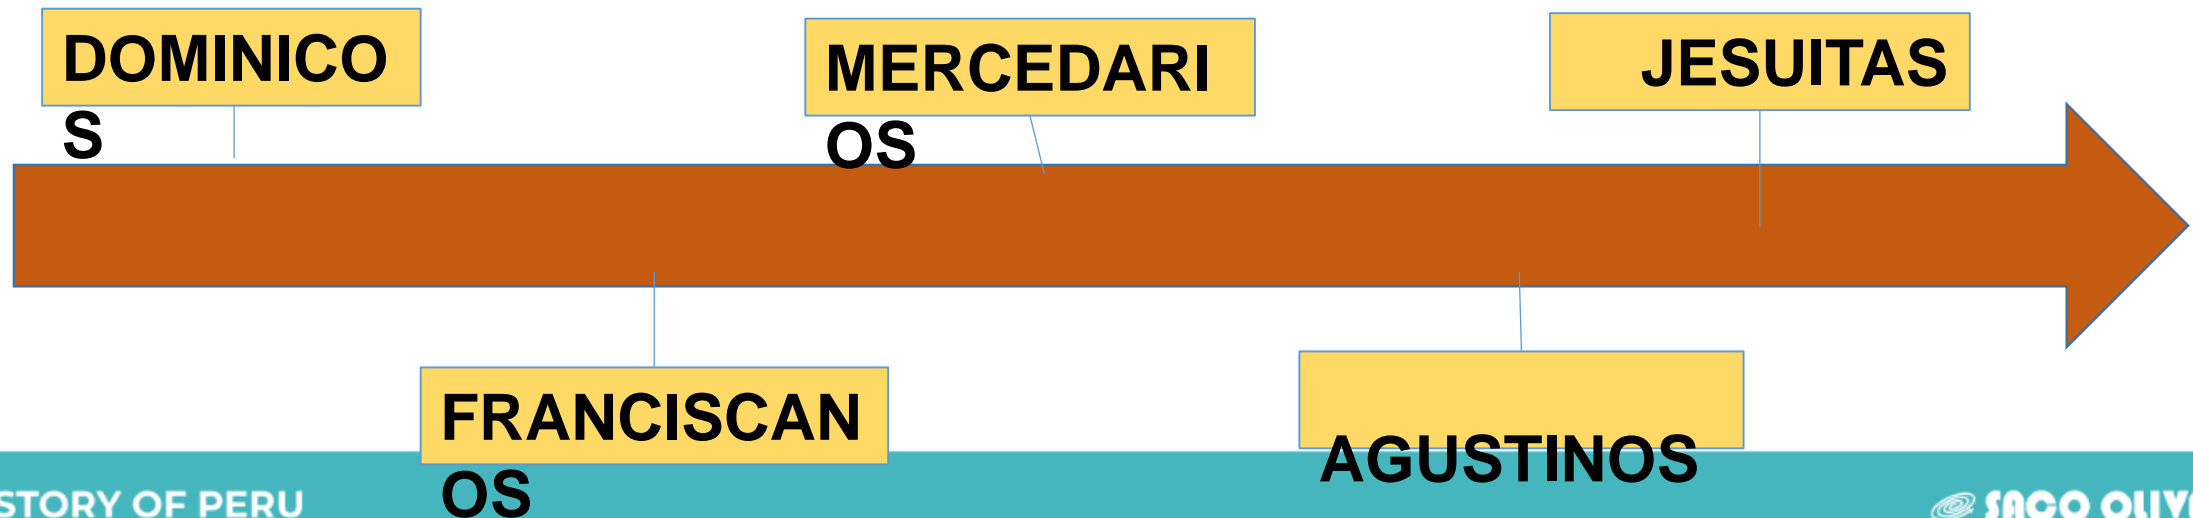 DOMINICO
S
MERCEDARI
OS
JESUITAS
FRANCISCAN
OS
AGUSTINOS
STORY OF PERU
SACO OLIV